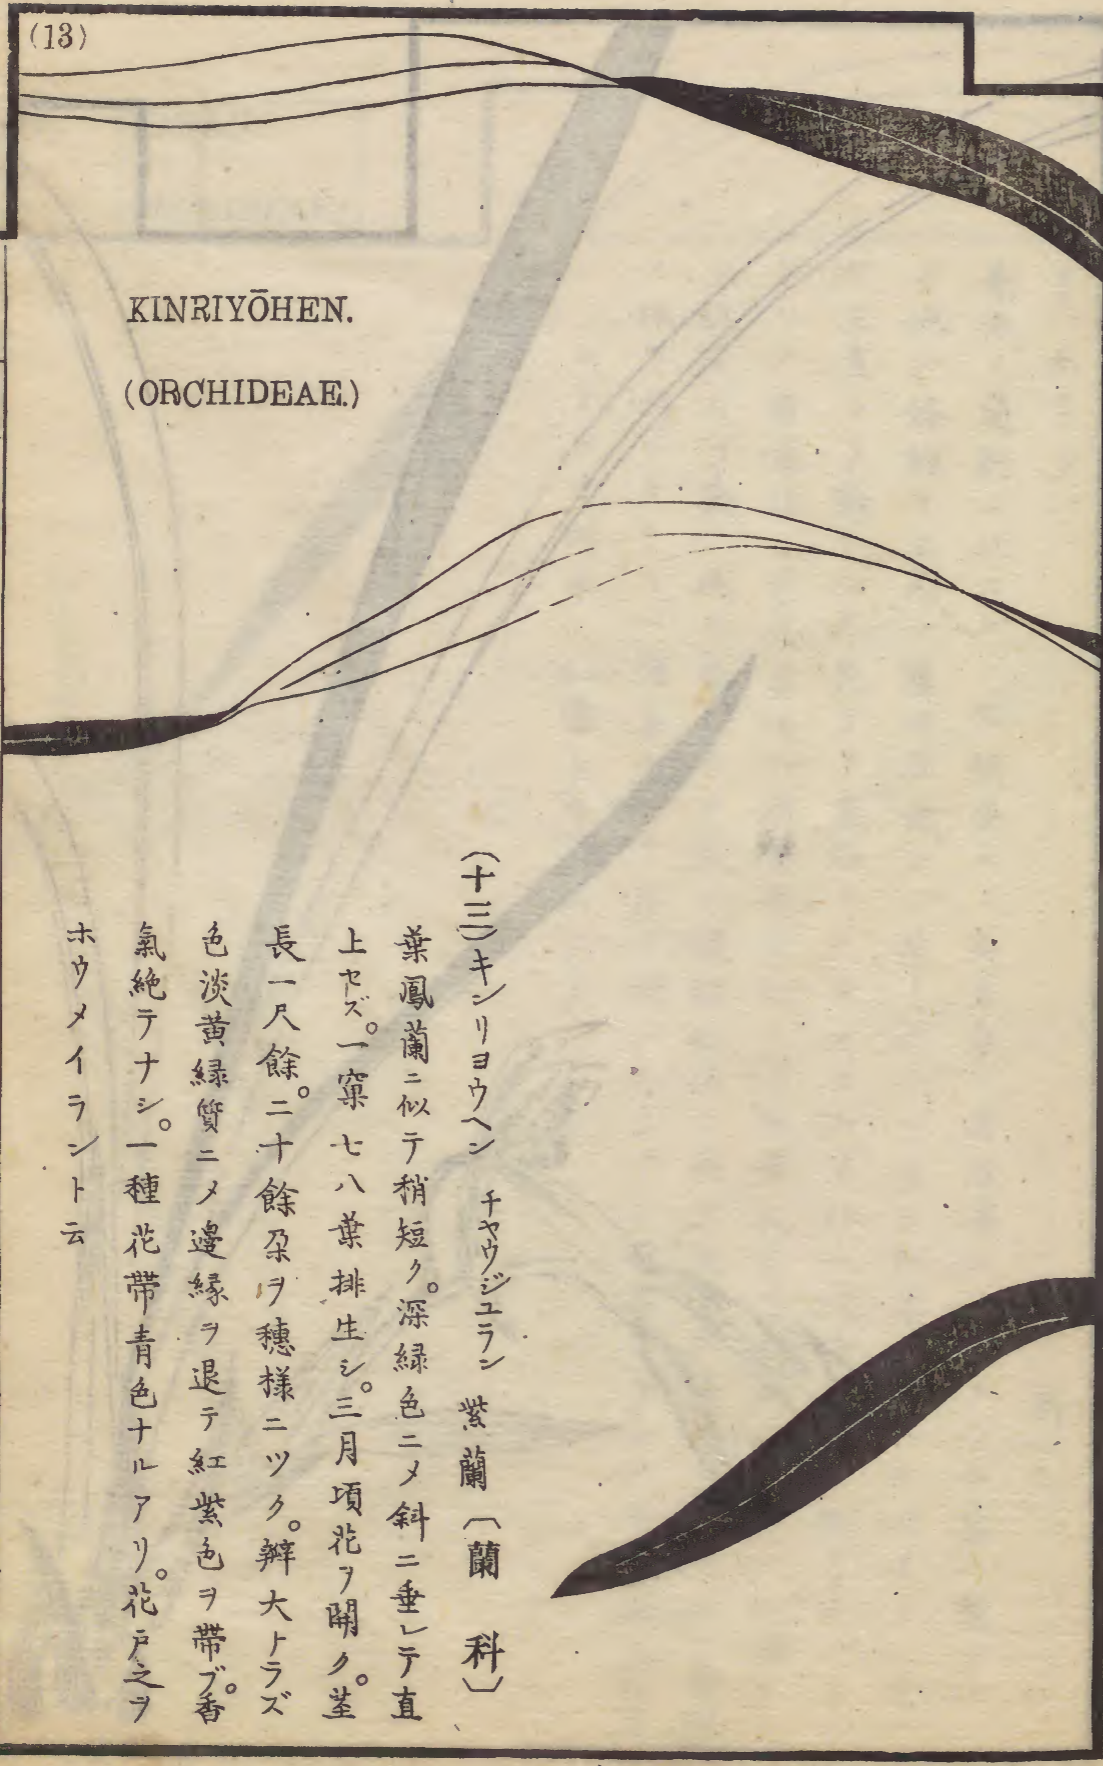 (13)
KINRIYŌHEN.
(ORCHIDEAE.)
(十三)キンリヨウヘン チヤウジユラン 紫蘭〔蘭科〕
葉鳳蘭ニ似テ稍短ク。深緑色ニメ斜ニ垂レテ直
上セズ。一窠七八葉排生シ。三月頃花ヲ開ク。茎
長一尺餘。二十餘朶ヲ穗様ニツク。瓣大ナラズ
色淡黄緑質ニメ邊縁ヲ退テ紅紫色ヲ帶ブ。香
氣絶テナシ。一種花帶青色ナルアリ。花戸之ヲ
ホウメイラント云